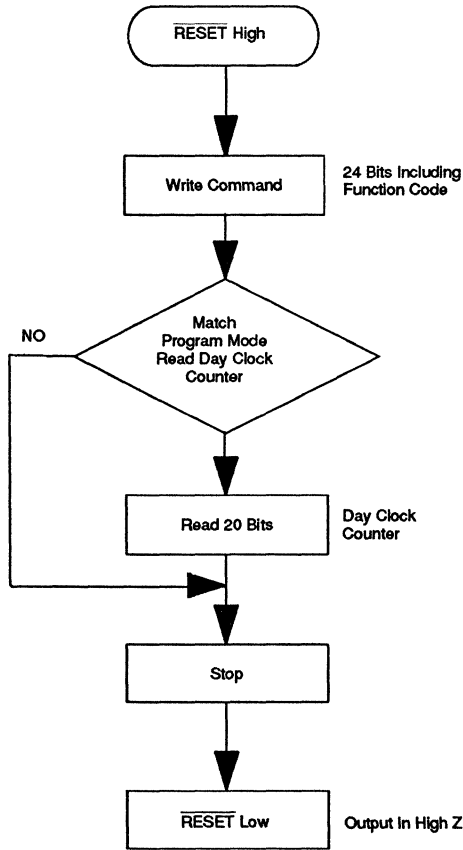 RESET High
Write Command
24 Bits Including
Function Code
Match
Program Mode
Read Day Clock
Counter
NO
Read 20 Bits
Day Clock
Counter
Stop
RESET Low
Output In High Z